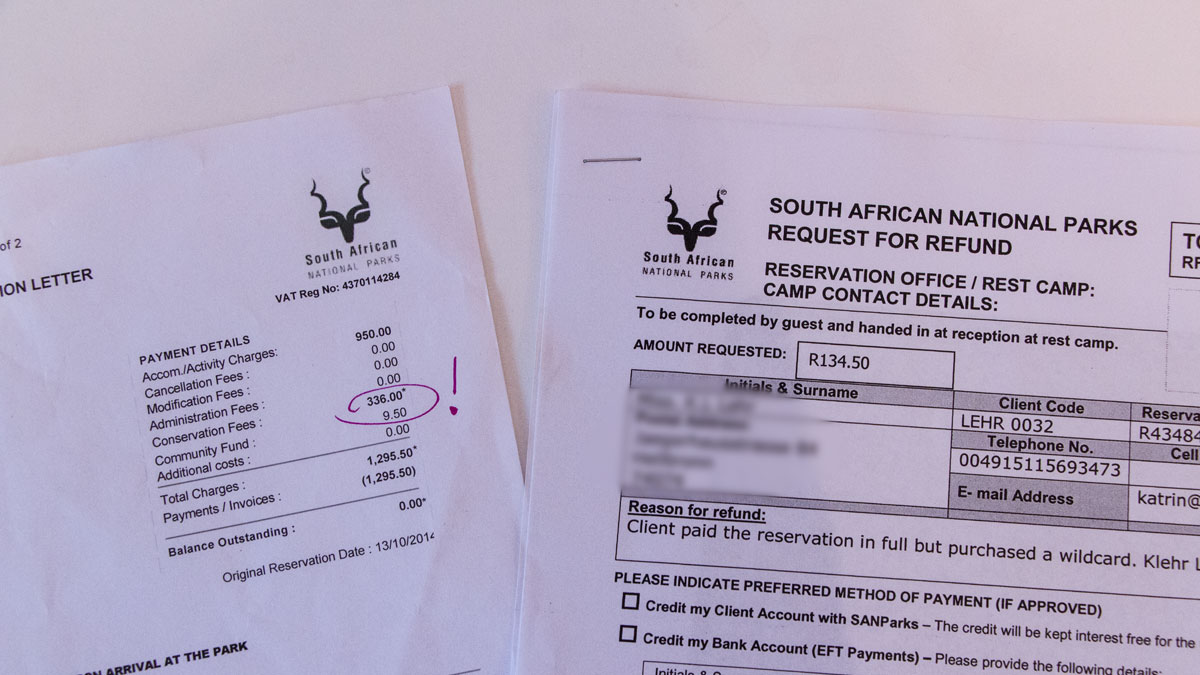 of 2
ION LETTER
South African
NATIONAL PARKS
VAT Reg No: 4370114284
PAYMENT DETAILS
Accom./Activity Charges: 950.00
Cancellation Fees : 0.00
Modification Fees : 0.00
Administration Fees : 0.00
Conservation Fees : 336.00* !
Community Fund : 9.50
Additional costs : 0.00
Total Charges : 1,295.50*
Payments / Invoices : (1,295.50)
Balance Outstanding : 0.00*
Original Reservation Date : 13/10/2014
ON ARRIVAL AT THE PARK
South African
NATIONAL PARKS
SOUTH AFRICAN NATIONAL PARKS
REQUEST FOR REFUND
RESERVATION OFFICE / REST CAMP:
CAMP CONTACT DETAILS:
To be completed by guest and handed in at reception at rest camp.
AMOUNT REQUESTED: R134.50
Initials & Surname
Client Code
Reserva
LEHR 0032
R43484
Telephone No.
Cell
004915115693473
E- mail Address
katrin@
Reason for refund:
Client paid the reservation in full but purchased a wildcard. Klehr L
PLEASE INDICATE PREFERRED METHOD OF PAYMENT (IF APPROVED)
Credit my Client Account with SANParks – The credit will be kept interest free for the
Credit my Bank Account (EFT Payments) – Please provide the following details:
Initials &